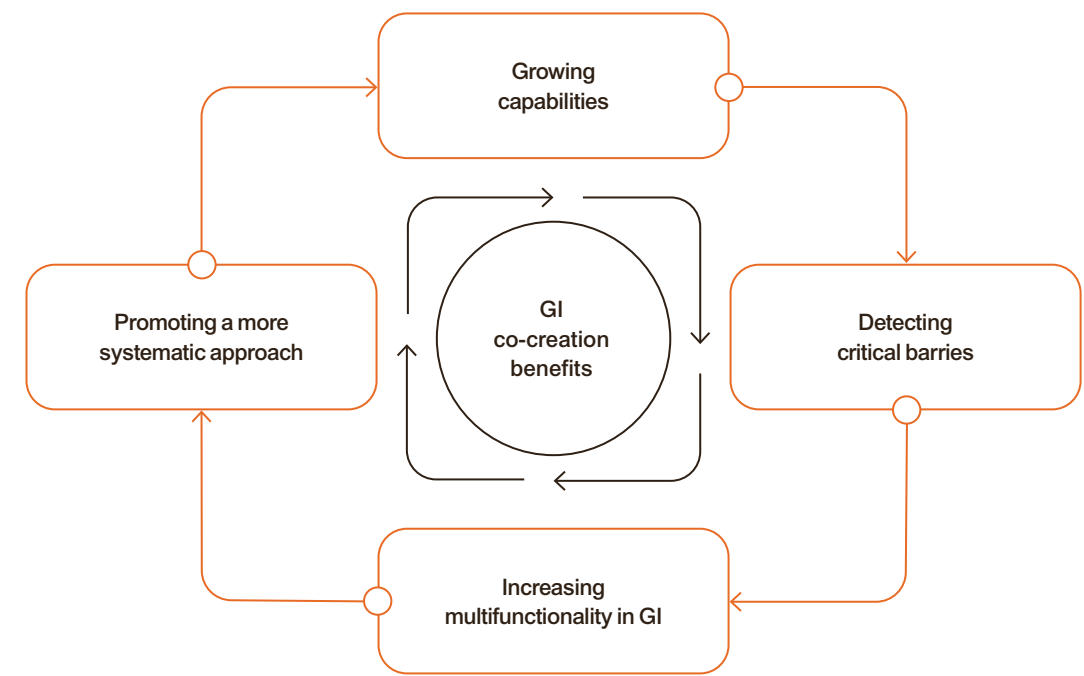 Growing
capabilities
Promoting a more
systematic approach
GI
co-creation
benefits
Detecting
critical barries
Increasing
multifunctionality in GI